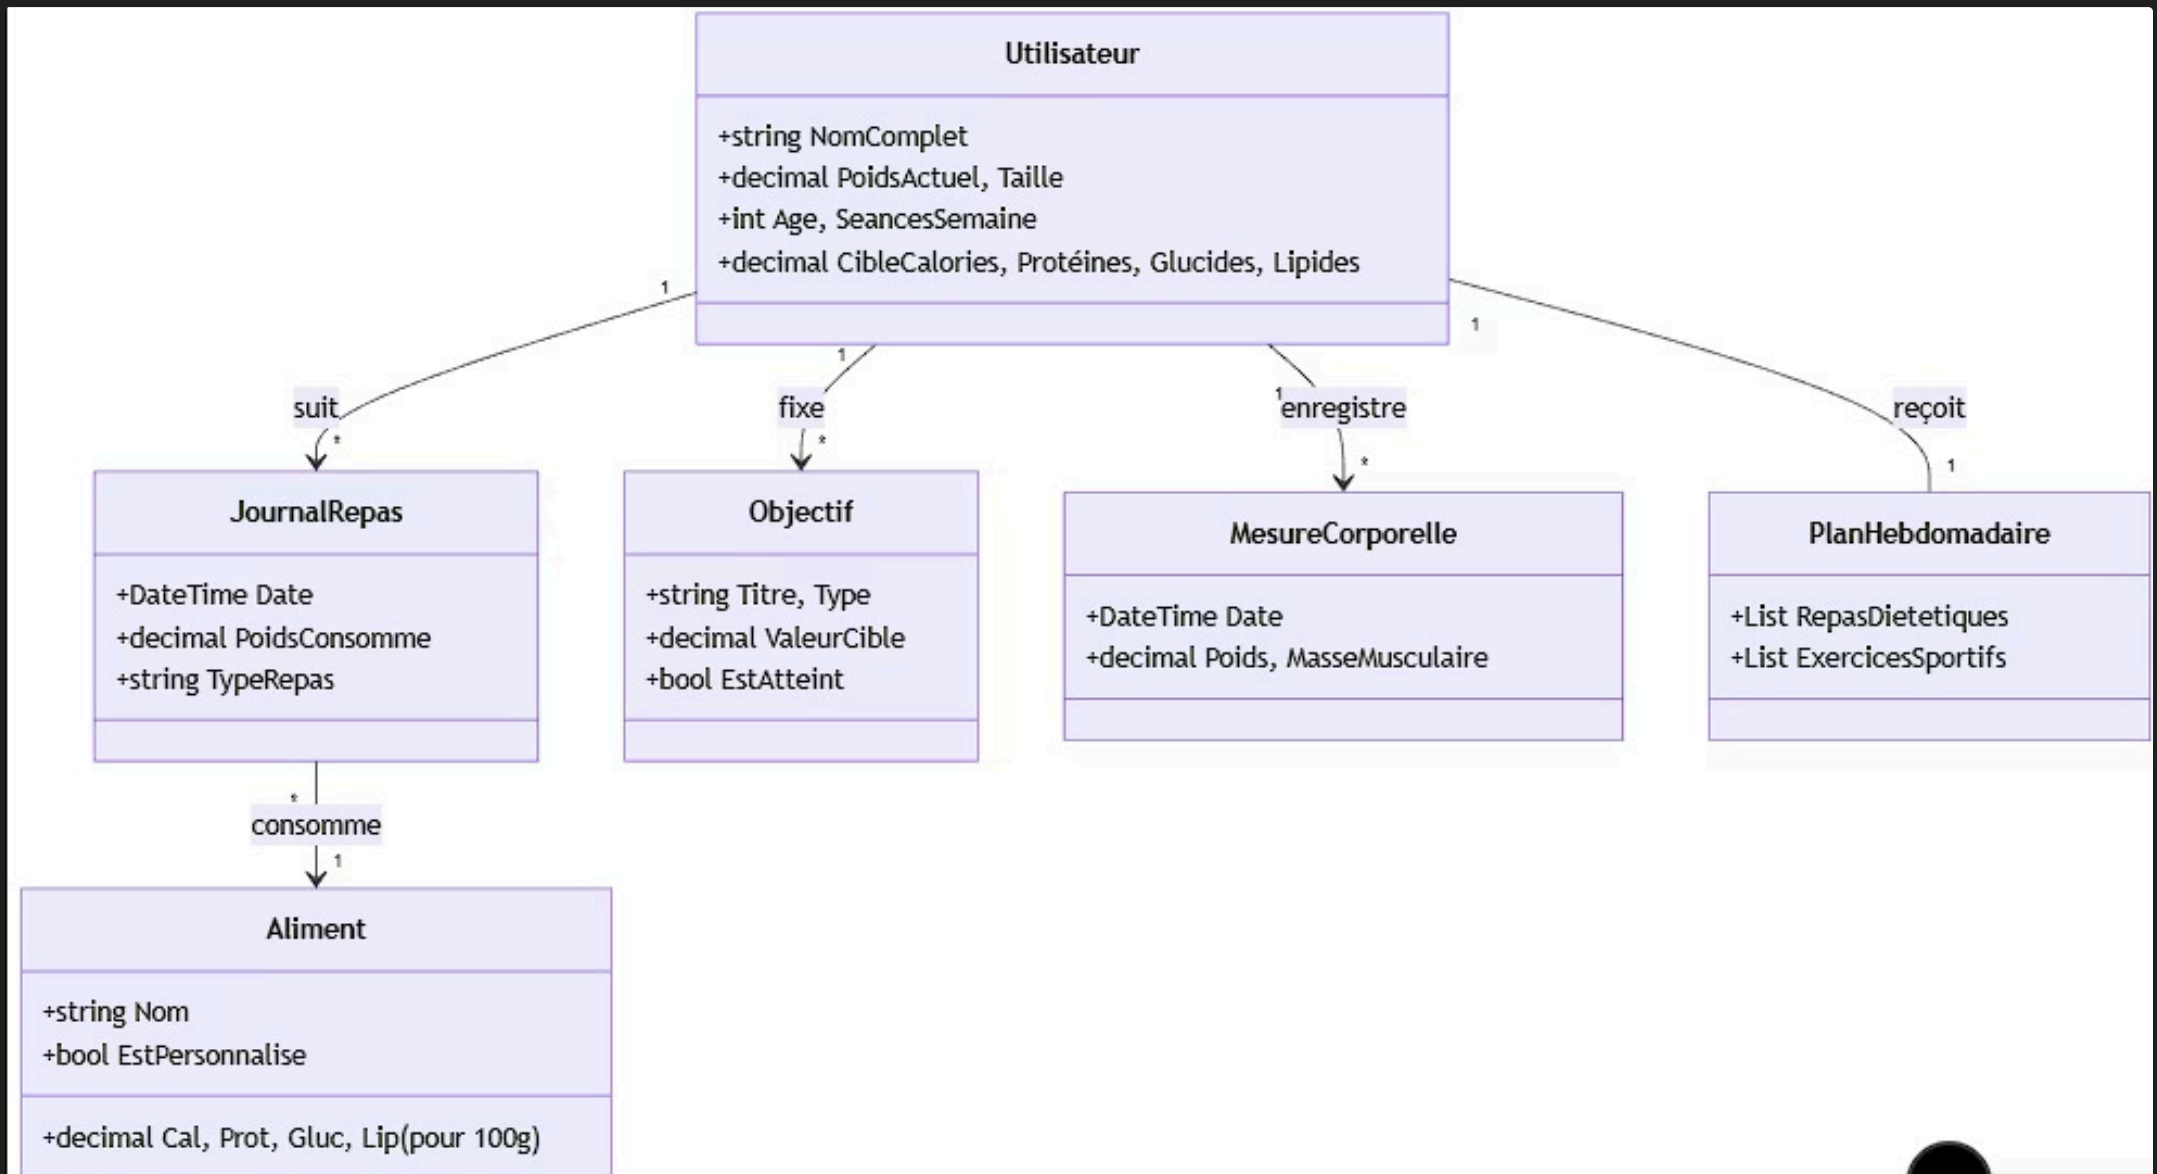 Utilisateur
+string NomComplet
+decimal PoidsActuel, Taille
+int Age, SeancesSemaine
+decimal CibleCalories, Protéines, Glucides, Lipides
1
1
1
1
suit
*
fixe
*
enregistre
*
reçoit
1
JournalRepas
+DateTime Date
+decimal PoidsConsomme
+string TypeRepas
Objectif
+string Titre, Type
+decimal ValeurCible
+bool EstAtteint
MesureCorporelle
+DateTime Date
+decimal Poids, MasseMusculaire
PlanHebdomadaire
+List RepasDietetiques
+List ExercicesSportifs
*
consomme
1
Aliment
+string Nom
+bool EstPersonnalise
+decimal Cal, Prot, Gluc, Lip(pour 100g)